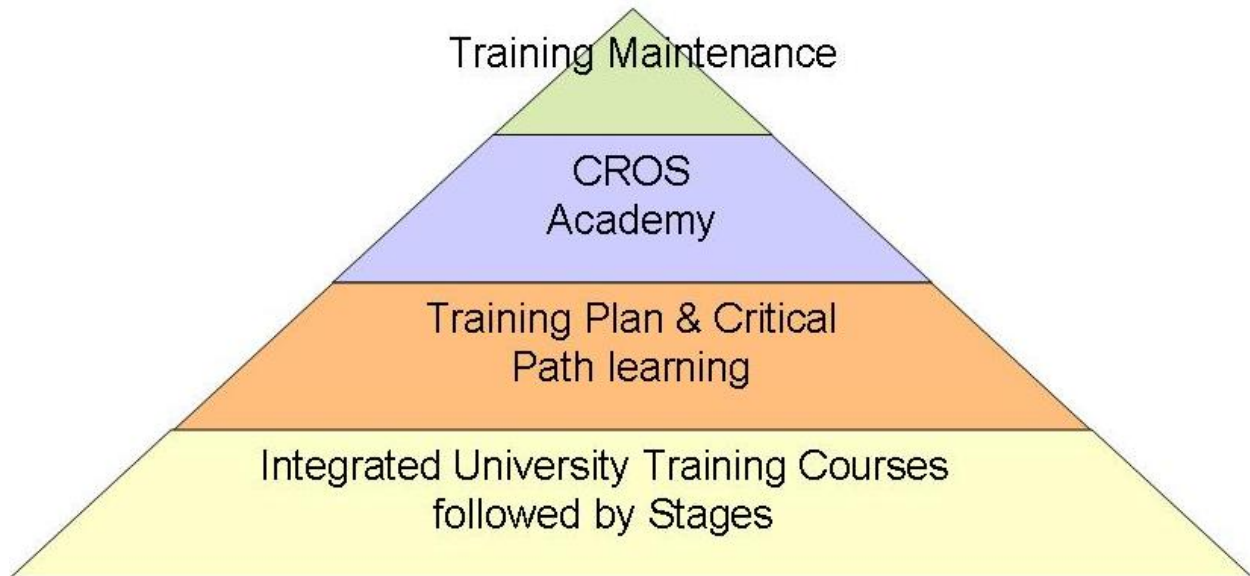 Training Maintenance
CROS
Academy
Training Plan & Critical
Path learning
Integrated University Training Courses
followed by Stages